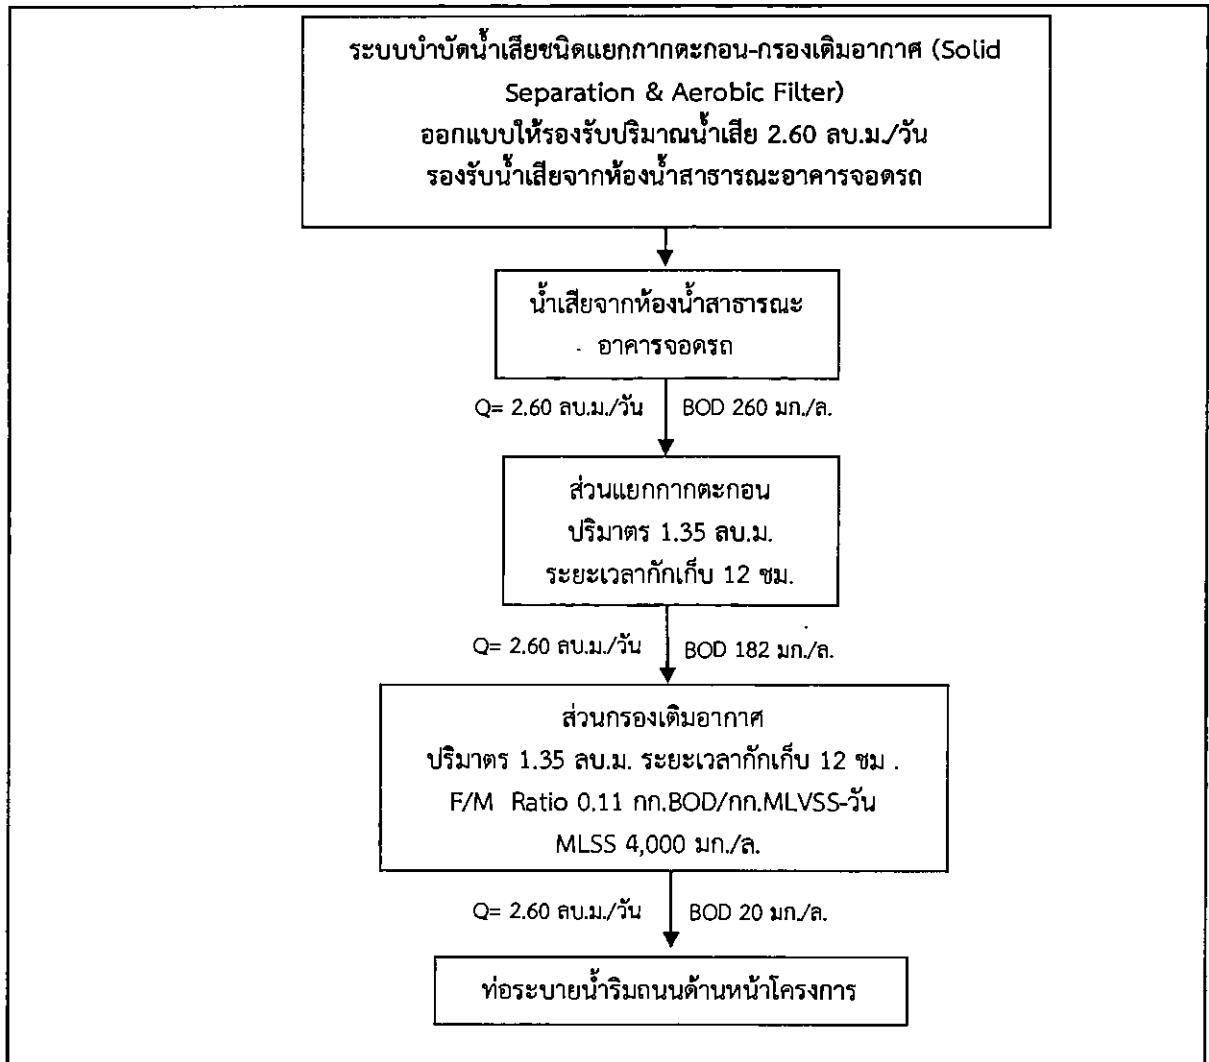 ระบบบำบัดน้ำเสียชนิดแยกกากตะกอน-กรองเติมอากาศ (Solid
Separation & Aerobic Filter)
ออกแบบให้รองรับปริมาณน้ำเสีย 2.60 ลบ.ม./วัน
รองรับน้ำเสียจากห้องน้ำสาธารณะอาคารจอดรถ
น้ำเสียจากห้องน้ำสาธารณะ
อาคารจอดรถ
Q= 2.60 ลบ.ม./วัน BOD 260 มก./ล.
ส่วนแยกกากตะกอน
ปริมาตร 1.35 ลบ.ม.
ระยะเวลากักเก็บ 12 ชม.
Q= 2.60 ลบ.ม./วัน BOD 182 มก./ล.
ส่วนกรองเติมอากาศ
ปริมาตร 1.35 ลบ.ม. ระยะเวลากักเก็บ 12 ชม .
F/M Ratio 0.11 กก.BOD/กก.MLVSS-วัน
MLSS 4,000 มก./ล.
Q= 2.60 ลบ.ม./วัน BOD 20 มก./ล.
ท่อระบายน้ำริมถนนด้านหน้าโครงการ